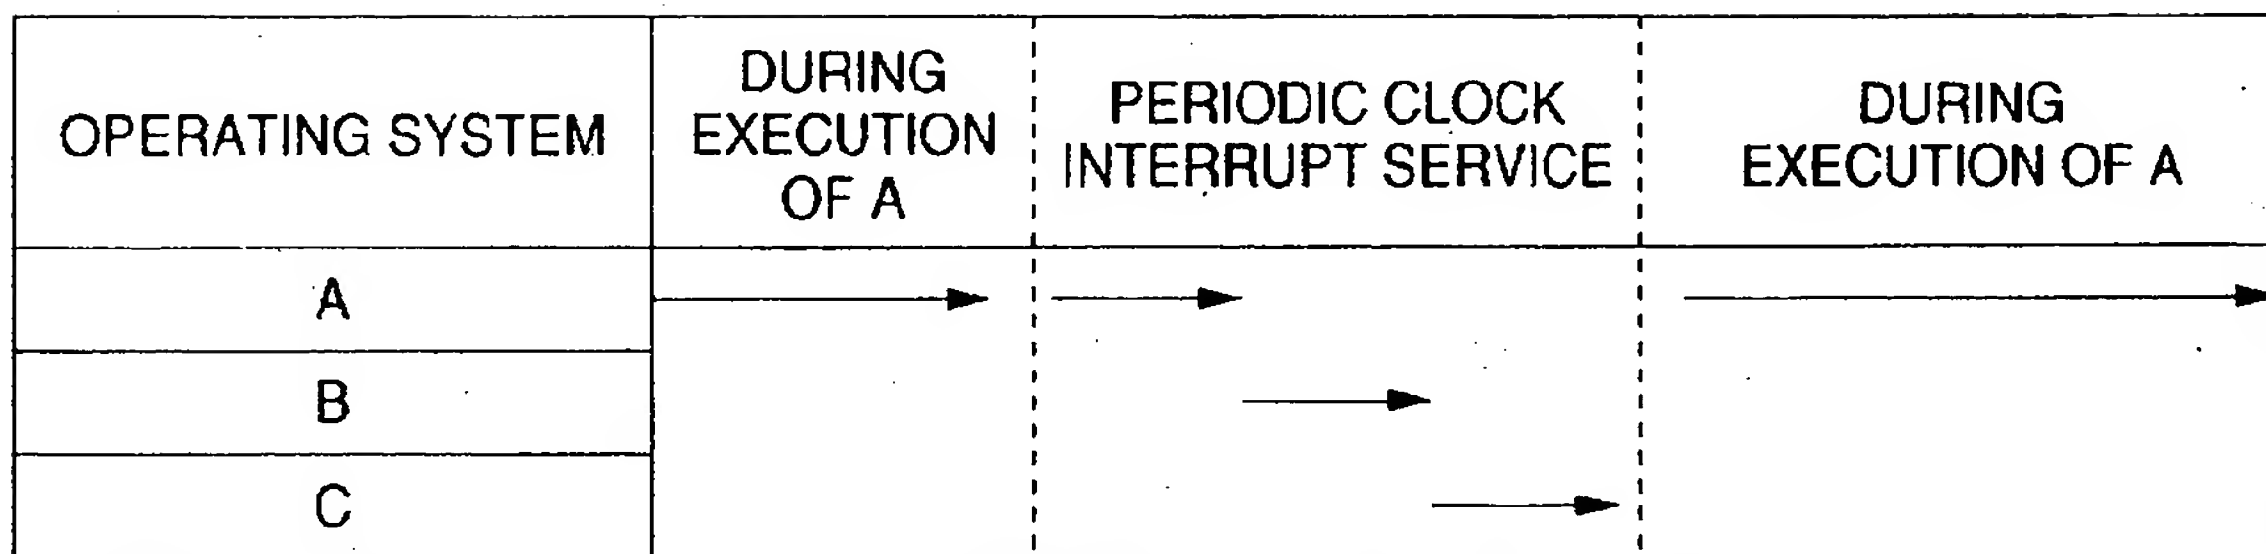 OPERATING SYSTEM
DURING
EXECUTION
OF A
PERIODIC CLOCK
INTERRUPT SERVICE
DURING
EXECUTION OF A
A
B
C